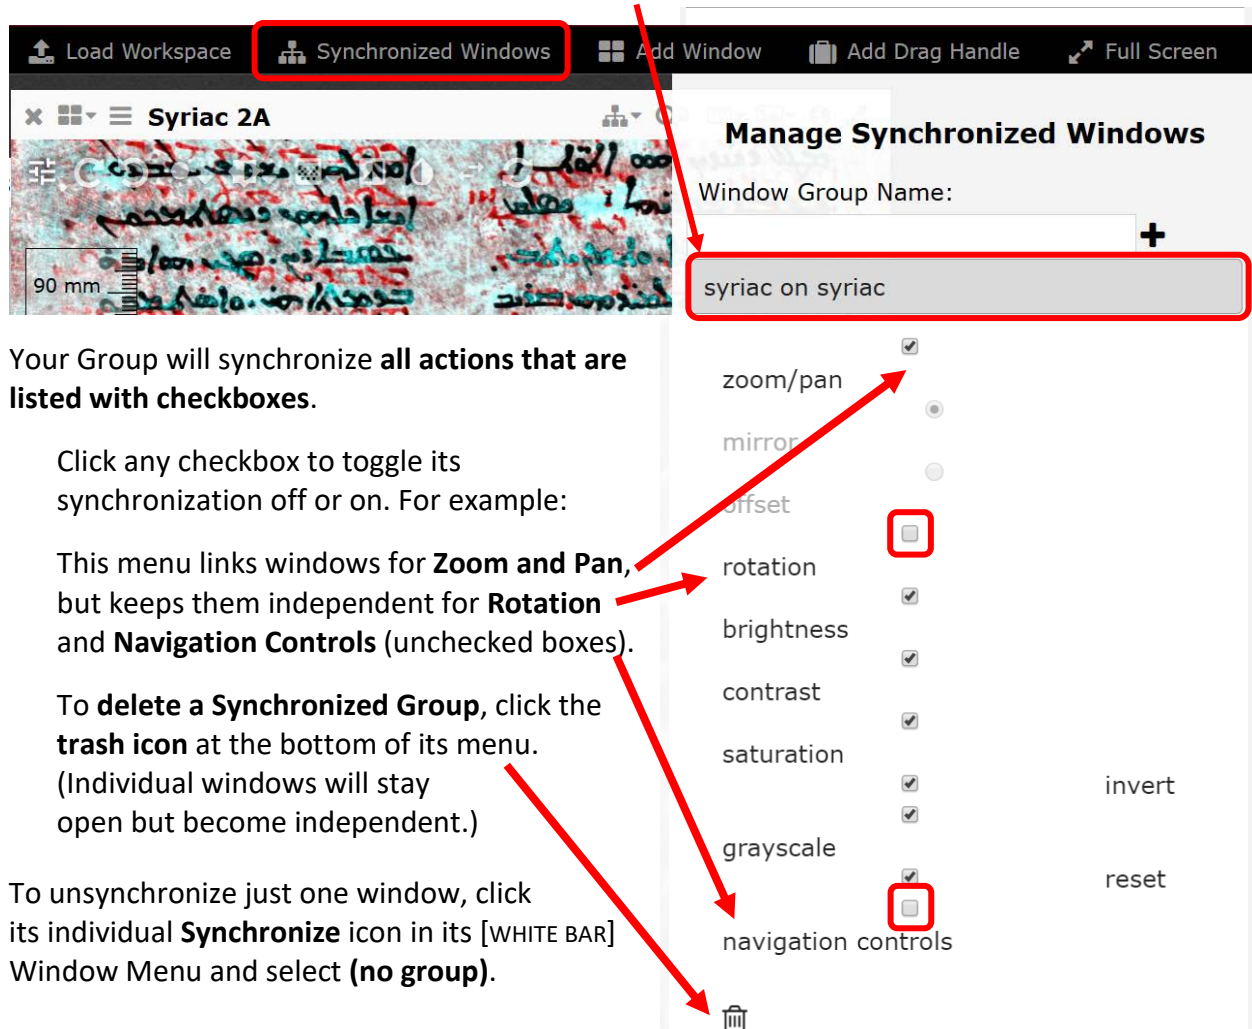 Load Workspace Synchronized Windows Add Window Add Drag Handle Full Screen
Syriac 2A
90 mm
Manage Synchronized Windows
Window Group Name:
syriac on syriac
zoom/pan
mirror
offset
rotation
brightness
contrast
saturation
invert
grayscale
reset
navigation controls
Your Group will synchronize all actions that are
listed with checkboxes.
Click any checkbox to toggle its
synchronization off or on. For example:
This menu links windows for Zoom and Pan,
but keeps them independent for Rotation
and Navigation Controls (unchecked boxes).
To delete a Synchronized Group, click the
trash icon at the bottom of its menu.
(Individual windows will stay
open but become independent.)
To unsynchronize just one window, click
its individual Synchronize icon in its [WHITE BAR]
Window Menu and select (no group).